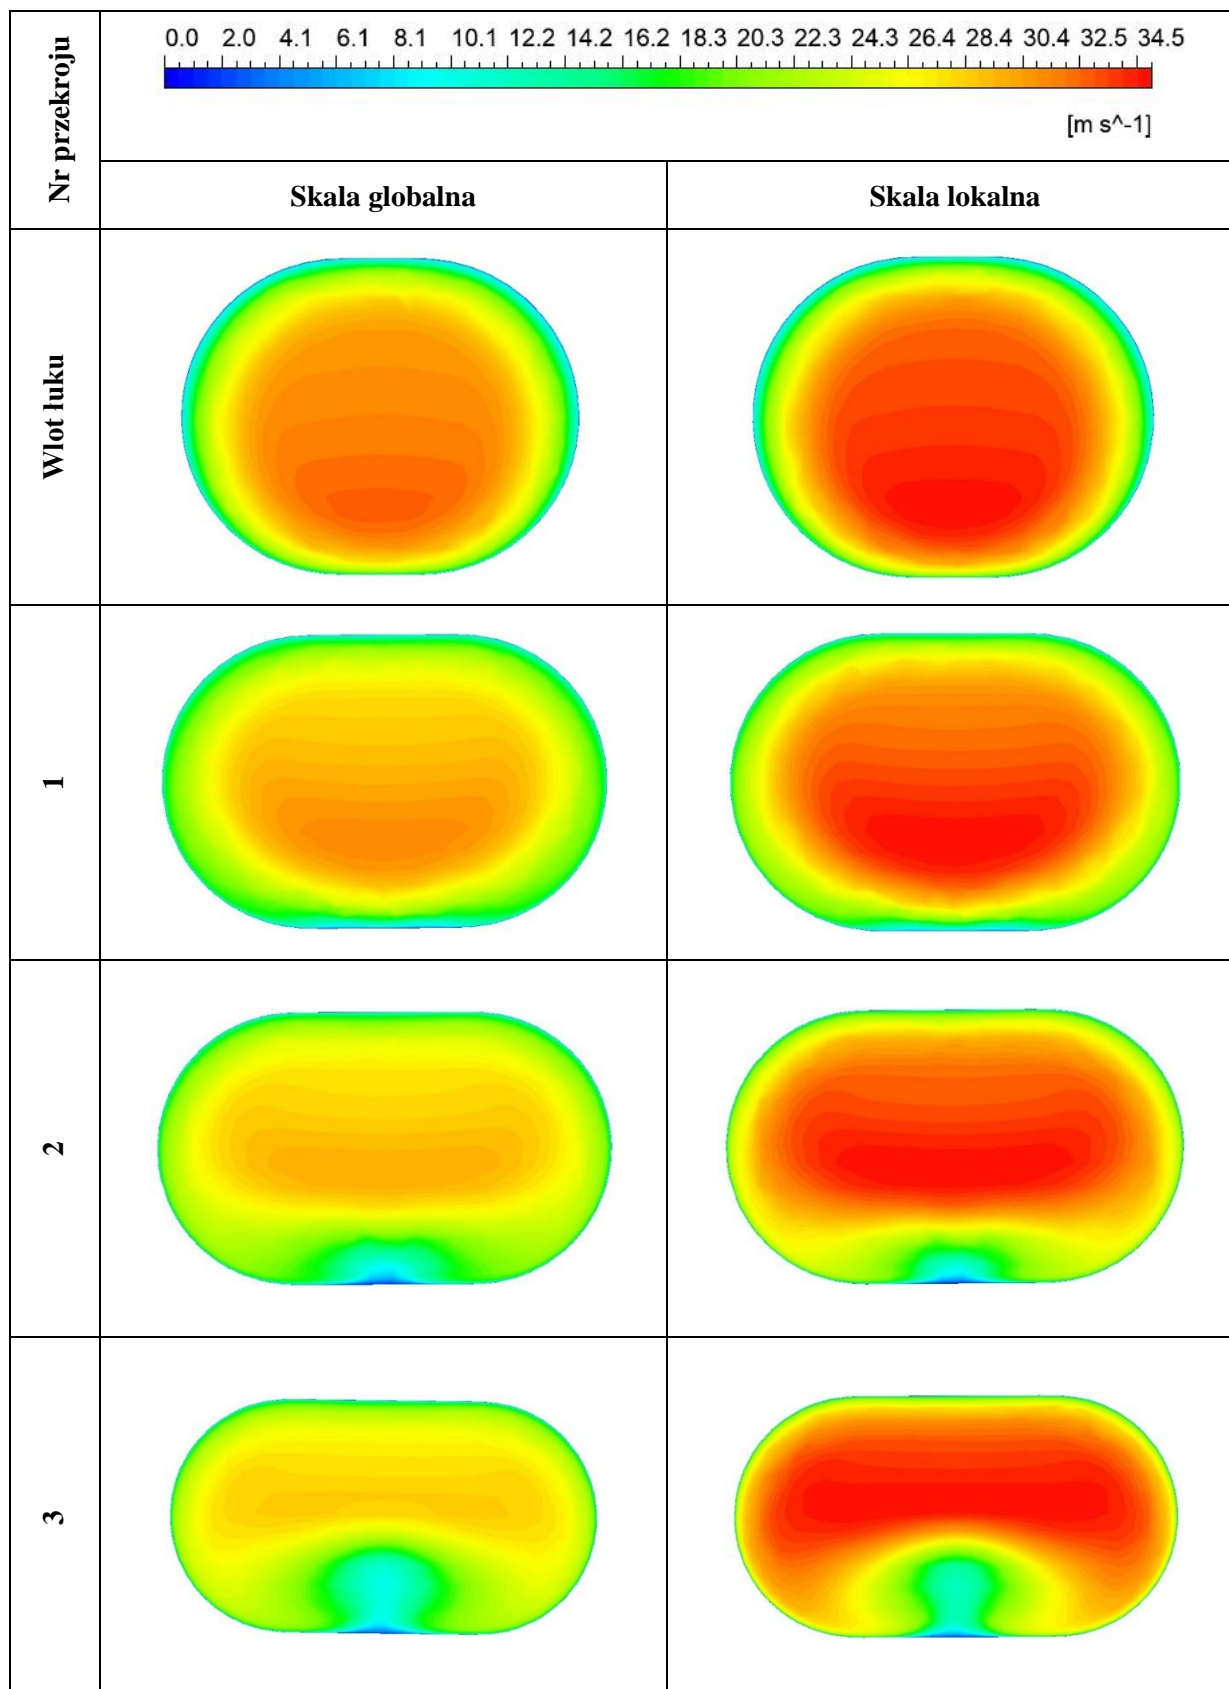 Nr przekroju
0.0 2.0 4.1 6.1 8.1 10.1 12.2 14.2 16.2 18.3 20.3 22.3 24.3 26.4 28.4 30.4 32.5 34.5
[m s^-1]
Skala globalna
Skala lokalna
Wlot łuku
1
2
3